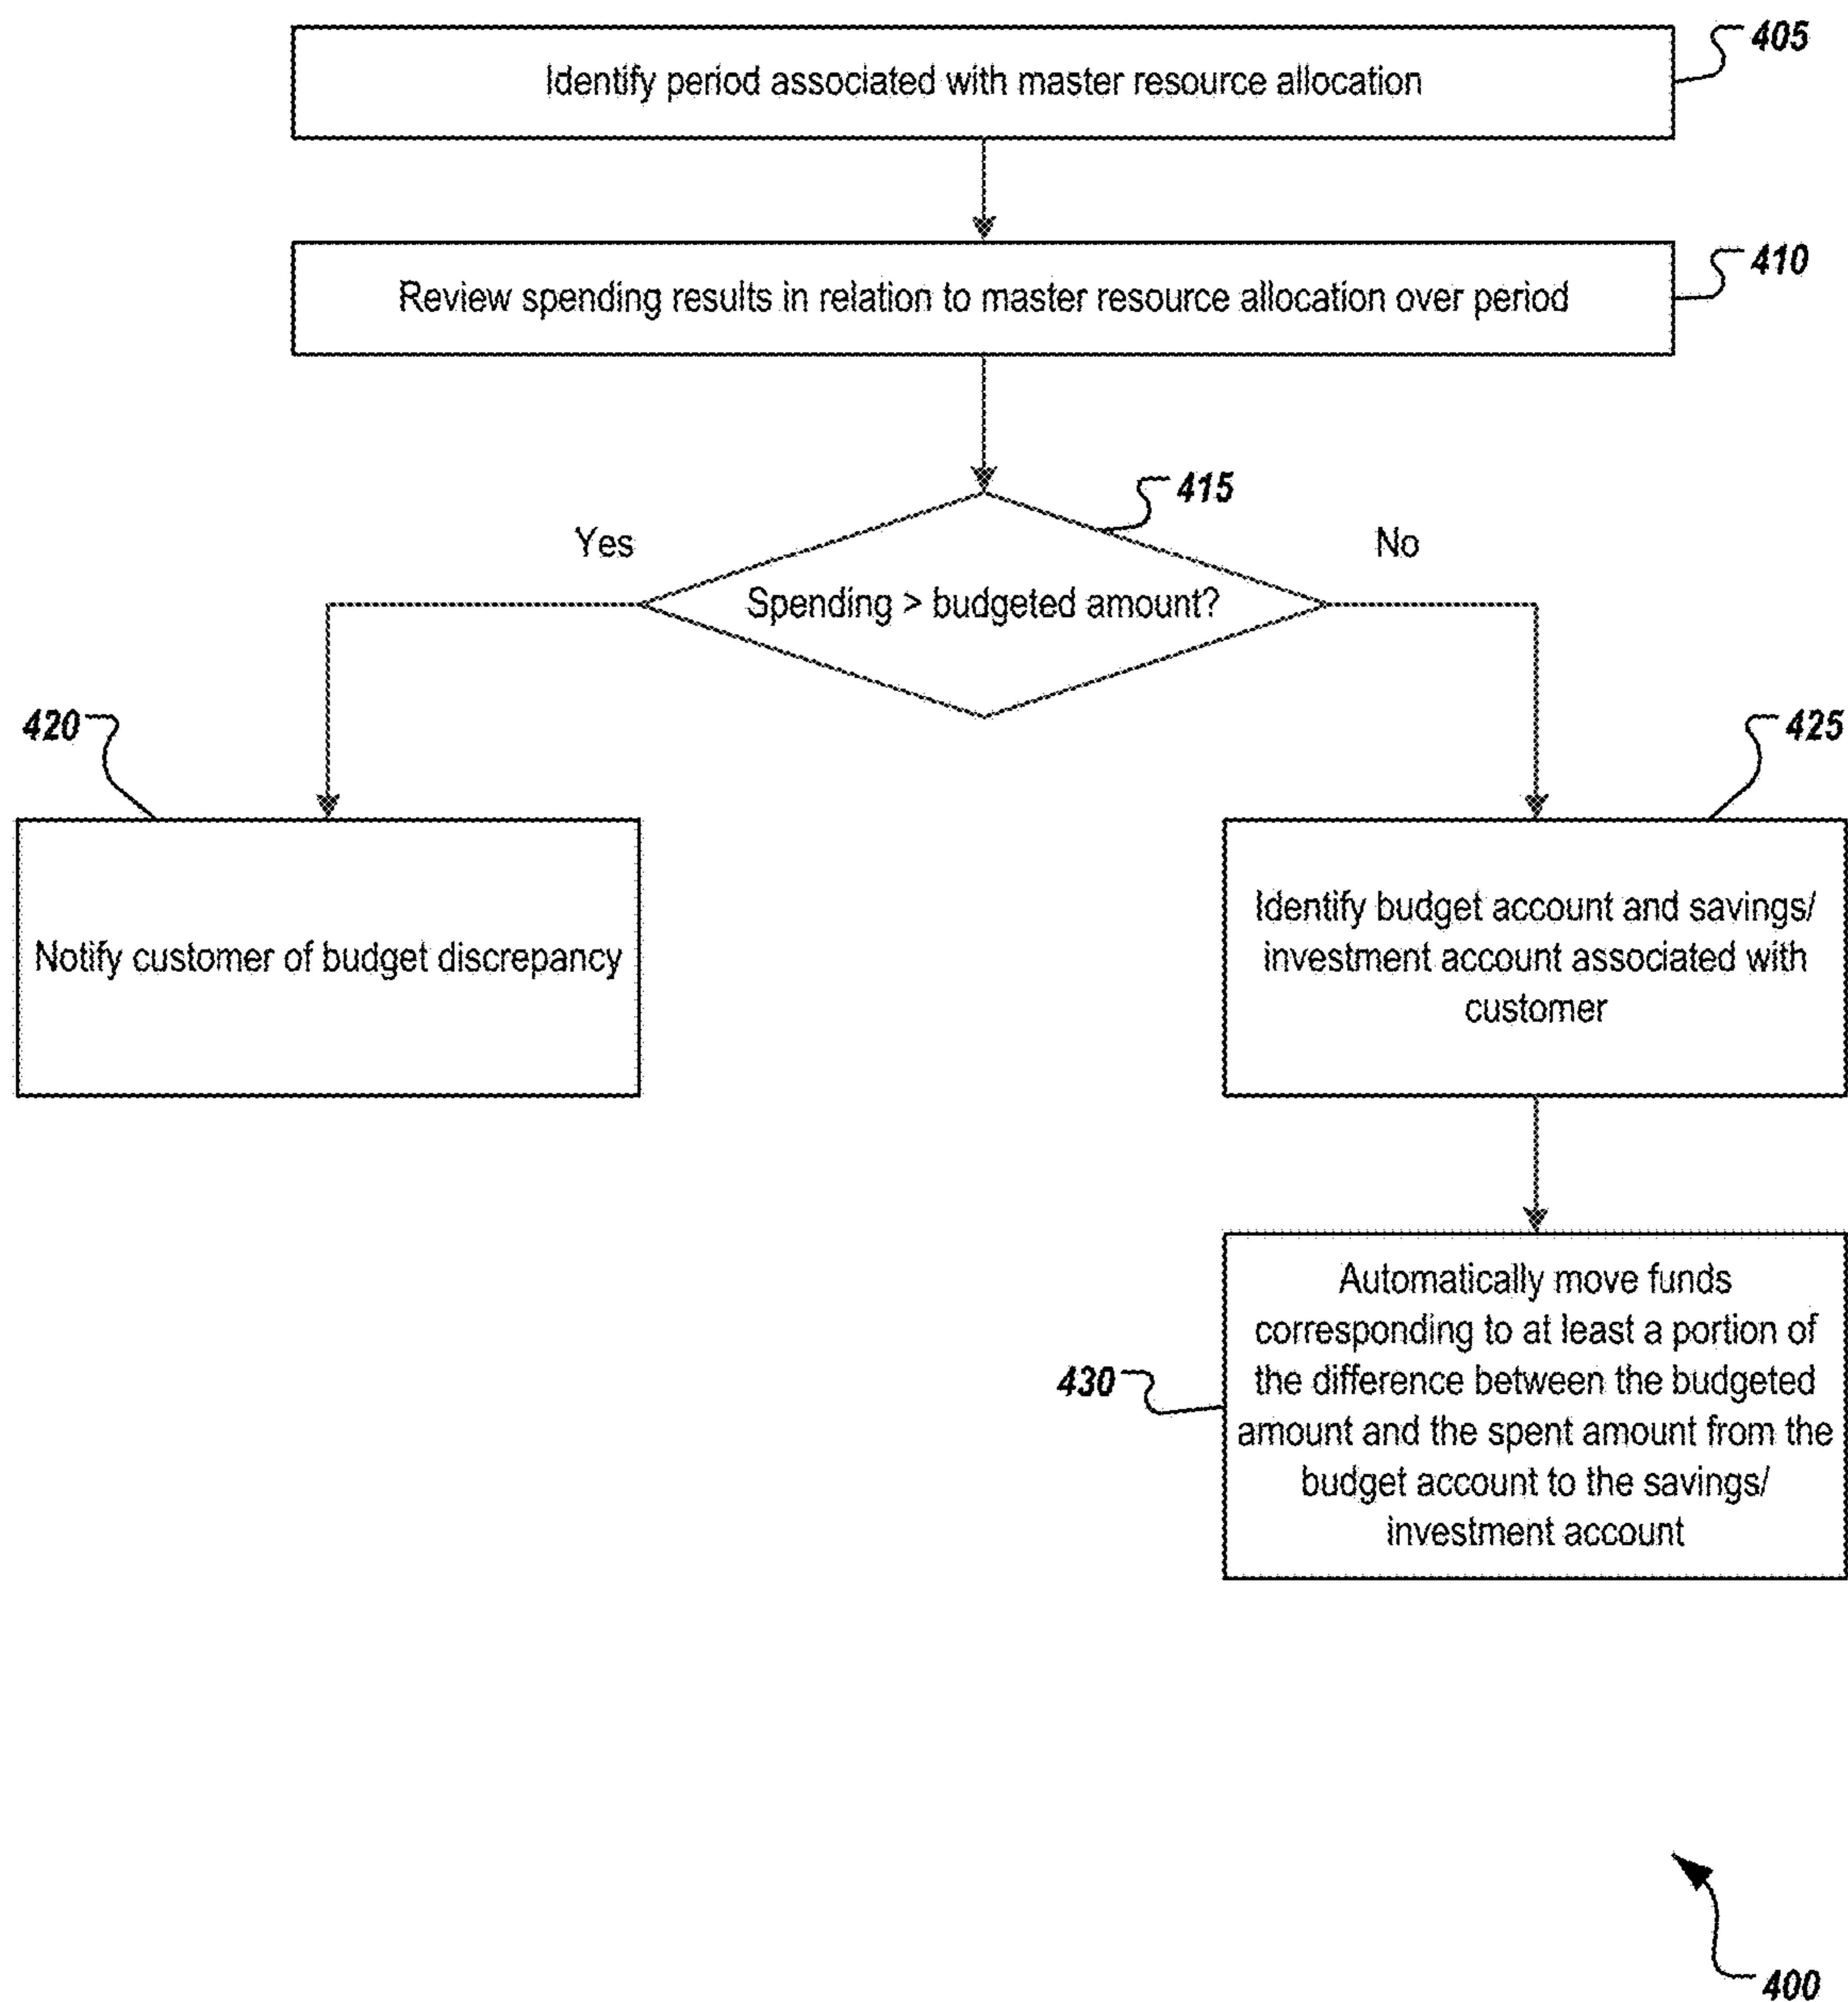 405
Identify period associated with master resource allocation
410
Review spending results in relation to master resource allocation over period
415
Yes
No
Spending > budgeted amount?
420
425
Notify customer of budget discrepancy
Identify budget account and savings/
investment account associated with
customer
Automatically move funds
corresponding to at least a portion of
the difference between the budgeted
amount and the spent amount from the
budget account to the savings/
investment account
430
400